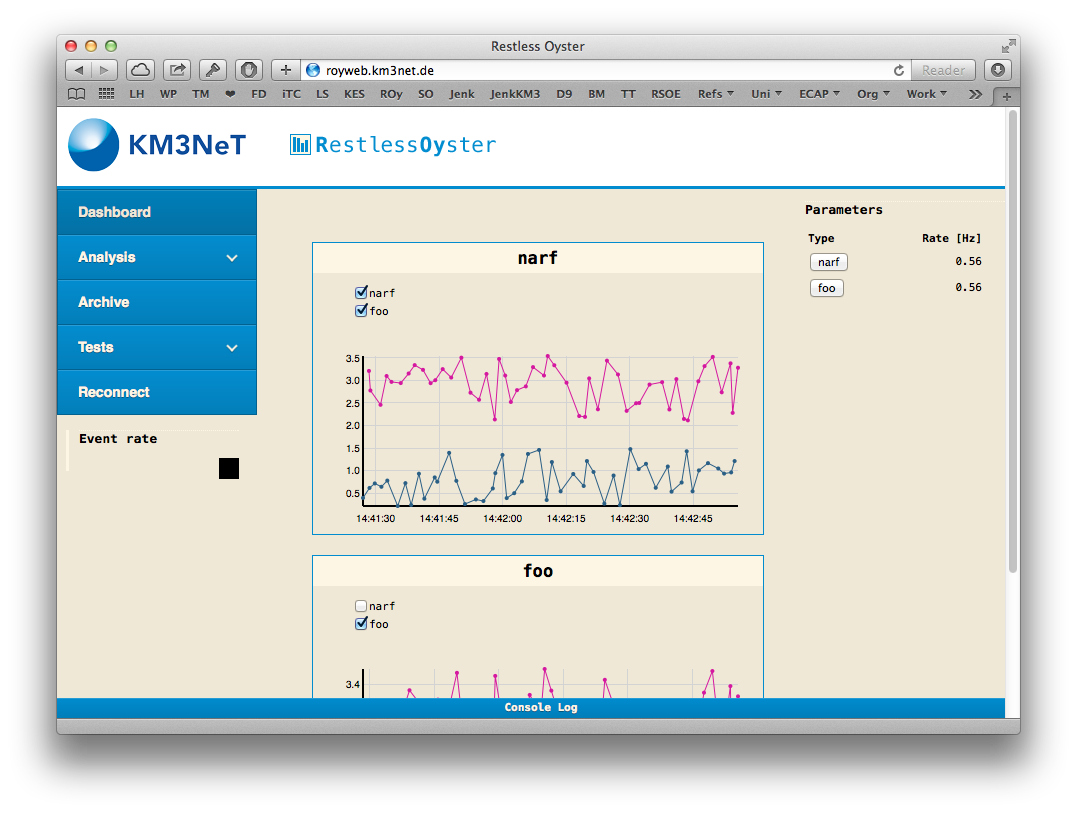 Restless Oyster
royweb.km3net.de
Reader
LH WP TM ❤ FD iTC LS KES ROy SO Jenk JenkKM3 D9 BM TT RSOE Refs Uni ECAP Org Work
KM3NeT
RestlessOyster
Dashboard
Analysis
Archive
Tests
Reconnect
Event rate
narf
narf
foo
3.5
3.0
2.5
2.0
1.5
1.0
0.5
14:41:30 14:41:45 14:42:00 14:42:15 14:42:30 14:42:45
foo
narf
foo
3.4
Parameters
Type Rate [Hz]
narf 0.56
foo 0.56
Console Log